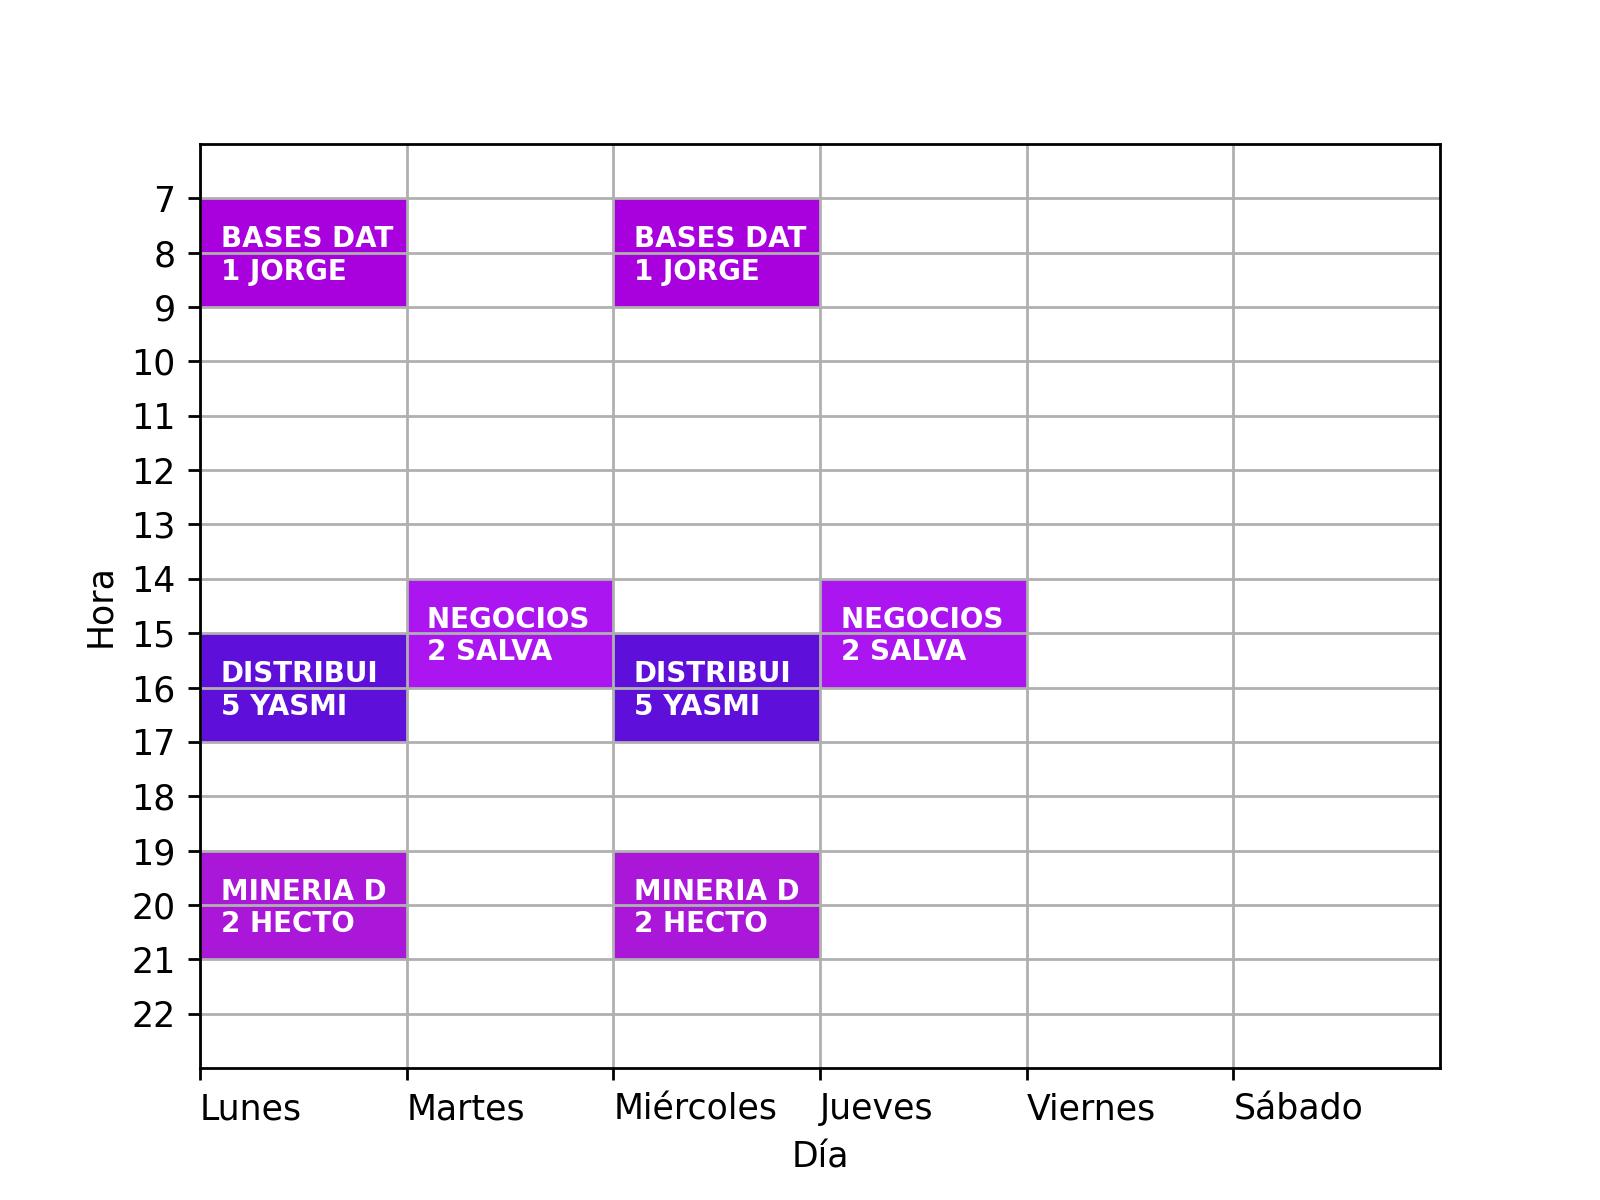 7
BASES DAT
1 JORGE
BASES DAT
1 JORGE
8
9
10
11
12
13
14
NEGOCIOS
2 SALVA
NEGOCIOS
2 SALVA
Hora
15
DISTRIBUI
5 YASMI
DISTRIBUI
5 YASMI
16
17
18
19
MINERIA D
2 HECTO
MINERIA D
2 HECTO
20
21
22
Lunes Martes Miércoles Jueves Viernes Sábado
Día